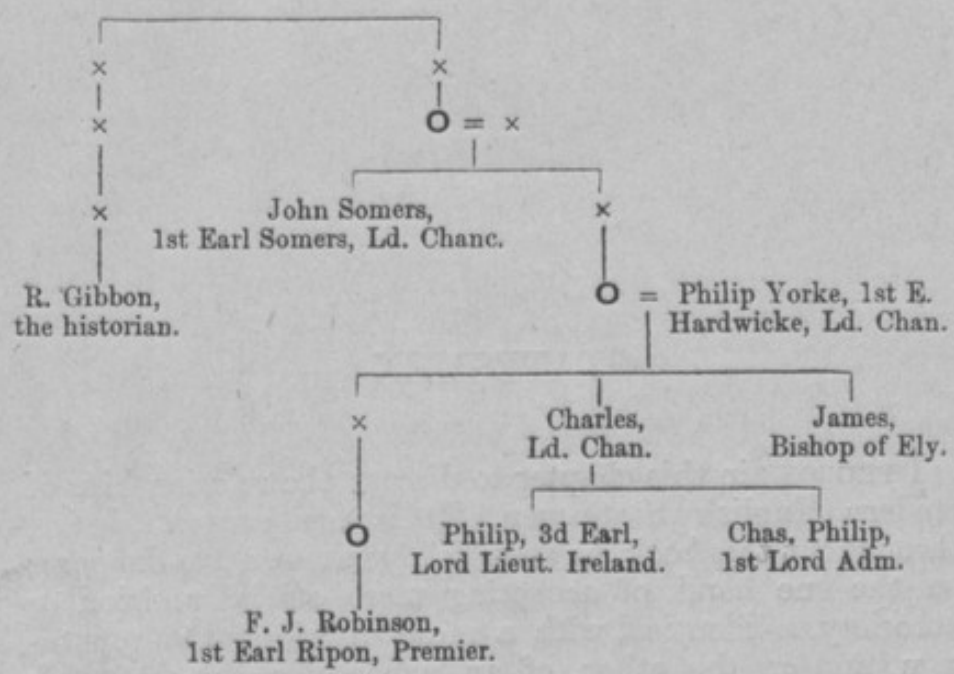 ×
×
×
O = ×
John Somers,
1st Earl Somers, Ld. Chanc.
×
×
R. Gibbon,
the historian.
O = Philip Yorke, 1st E.
Hardwicke, Ld. Chan.
×
Charles,
Ld. Chan.
James,
Bishop of Ely.
O
Philip, 3d Earl,
Lord Lieut. Ireland.
Chas, Philip,
1st Lord Adm.
F. J. Robinson,
1st Earl Ripon, Premier.